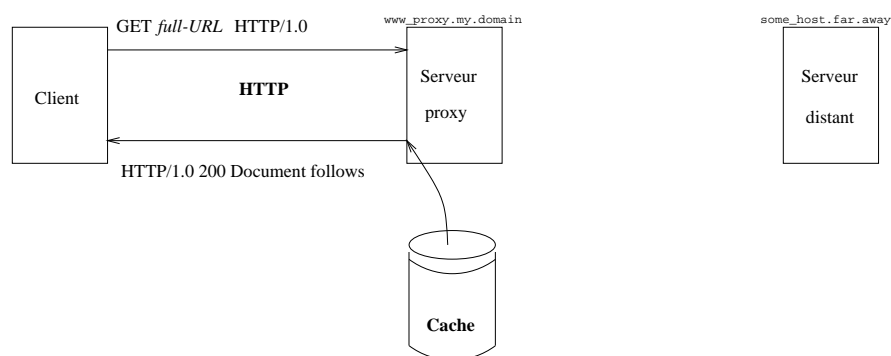 www_proxy.my.domain
some_host.far.away
GET full-URL HTTP/1.0
Client
HTTP
Serveur
proxy
Serveur
distant
HTTP/1.0 200 Document follows
Cache